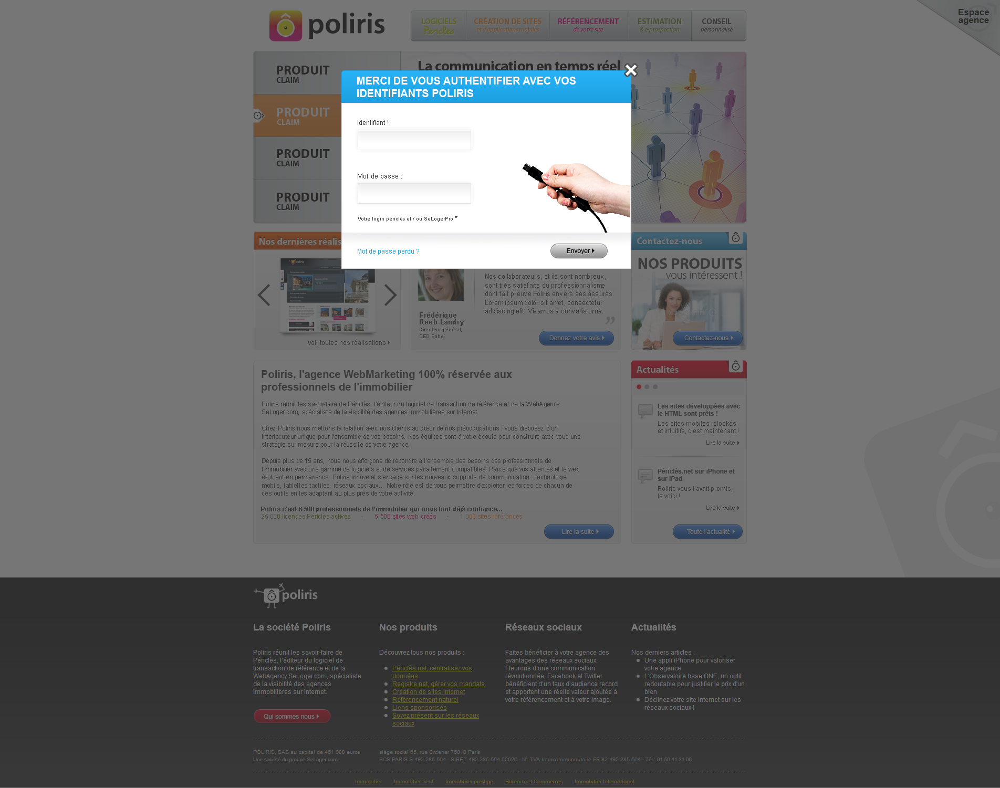 poliris
LOGICIELS
Pericles
CRÉATION DE SITES
et d'applications mobiles
RÉFÉRENCEMENT
de votre site
ESTIMATION
& e-prospection
CONSEIL
personnalisé
Espace
agence
PRODUIT
CLAIM
PRODUIT
CLAIM
PRODUIT
CLAIM
PRODUIT
CLAIM
La communication en temps réel
MERCI DE VOUS AUTHENTIFIER AVEC VOS
IDENTIFIANTS POLIRIS
Identifiant *:
Mot de passe :
Votre login périclès et / ou SeLogerPro *
Mot de passe perdu ?
Envoyer
Nos dernières réalis
poliris
Voir toutes nos réalisations
Frédérique
Reeb-Landry
Directeur général,
CEO Babel
Nos collaborateurs, et ils sont nombreux,
sont très satisfaits du professionnalisme
dont fait preuve Poliris envers ses assurés.
Lorem ipsum dolor sit amet, consectetur
adipiscing elit. Vivamus a convallis urna.
”
Donnez votre avis
Contactez-nous
NOS PRODUITS
vous intéressent !
Contactez-nous
Poliris, l'agence WebMarketing 100% réservée aux
professionnels de l'immobilier
Poliris réunit les savoir-faire de Périclès, l'éditeur du logiciel de transaction de référence et de la WebAgency
SeLoger.com, spécialiste de la visibilité des agences immobilières sur Internet.
Chez Poliris nous mettons la relation avec nos clients au cœur de nos préoccupations : vous disposez d'un
interlocuteur unique pour l'ensemble de vos besoins. Nos équipes sont à votre écoute pour construire avec vous une
stratégie sur mesure pour la réussite de votre agence.
Depuis plus de 15 ans, nous nous efforçons de répondre à l'ensemble des besoins des professionnels de
l'immobilier avec une gamme de logiciels et de services parfaitement compatibles. Parce que vos attentes et le web
évoluent en permanence, Poliris innove et s'engage sur les nouveaux supports de communication : technologie
mobile, tablettes tactiles, réseaux sociaux... Notre rôle est de vous permettre d'exploiter les forces de chacun de
ces outils en les adaptant au plus près de votre activité.
Poliris c'est 6 500 professionnels de l'immobilier qui nous font déjà confiance...
25 000 licences Périclès actives - 5 500 sites web créés - 1 000 sites référencés
Lire la suite
Actualités
Les sites développées avec
le HTML sont prêts !
Les sites mobiles relookés
et intuitifs, c'est maintenant !
Lire la suite
Périclès.net sur iPhone et
sur iPad
Poliris vous l'avait promis,
le voici !
Lire la suite
Toute l'actualité
poliris
La société Poliris
Poliris réunit les savoir-faire de
Périclès, l'éditeur du logiciel de
transaction de référence et de la
WebAgency SeLoger.com, spécialiste
de la visibilité des agences
immobilières sur internet.
Qui sommes nous
Nos produits
Découvrez tous nos produits :
Périclès.net, centralisez vos
données
Registre.net, gérer vos mandats
Création de sites Internet
Référencement naturel
Liens sponsorisés
Soyez présent sur les réseaux
sociaux
Réseaux sociaux
Faites bénéficier à votre agence des
avantages des réseaux sociaux.
Fleurons d'une communication
révolutionnée, Facebook et Twitter
bénéficient d'un taux d'audience record
et apportent une réelle valeur ajoutée à
votre référencement et à votre image.
Actualités
Nos derniers articles :
Une appli iPhone pour valoriser
votre agence
L'Observatoire base ONE, un outil
redoutable pour justifier le prix d'un
bien
Déclinez votre site Internet sur les
réseaux sociaux !
POLIRIS, SAS au capital de 451 900 euros
Une société du groupe SeLoger.com
siège social 65, rue Ordener 75018 Paris
RCS PARIS B 492 285 564 - SIRET 492 285 564 00026 - N° TVA Intracommunautaire FR 82 492 285 564 - Tél : 01 56 41 31 00
Immobilier Immobilier neuf Immobilier prestige Bureaux et Commerces Immobilier International